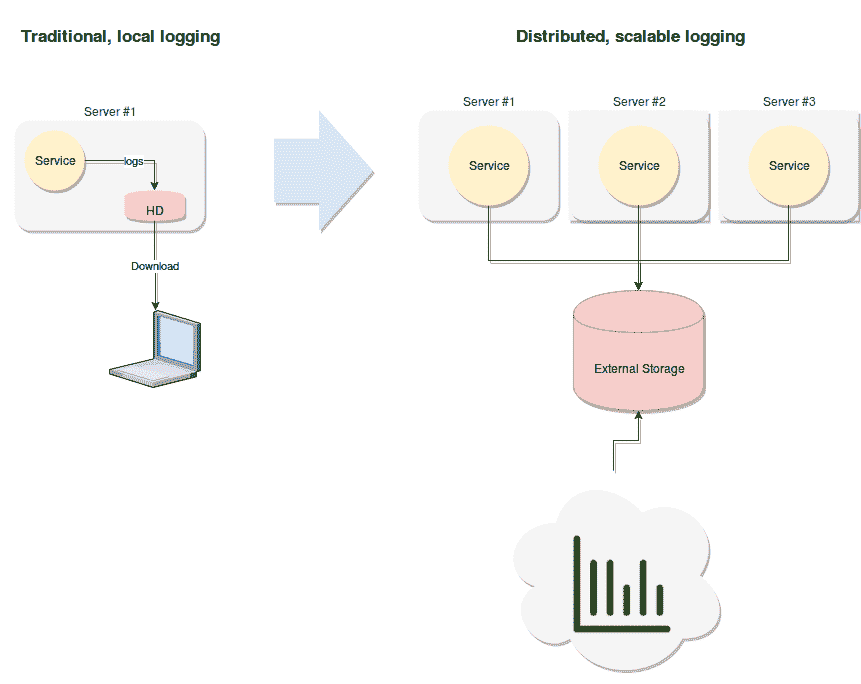 Traditional, local logging
Distributed, scalable logging
Server #1
Service
logs
HD
Download
Server #1
Server #2
Server #3
Service
Service
Service
External Storage